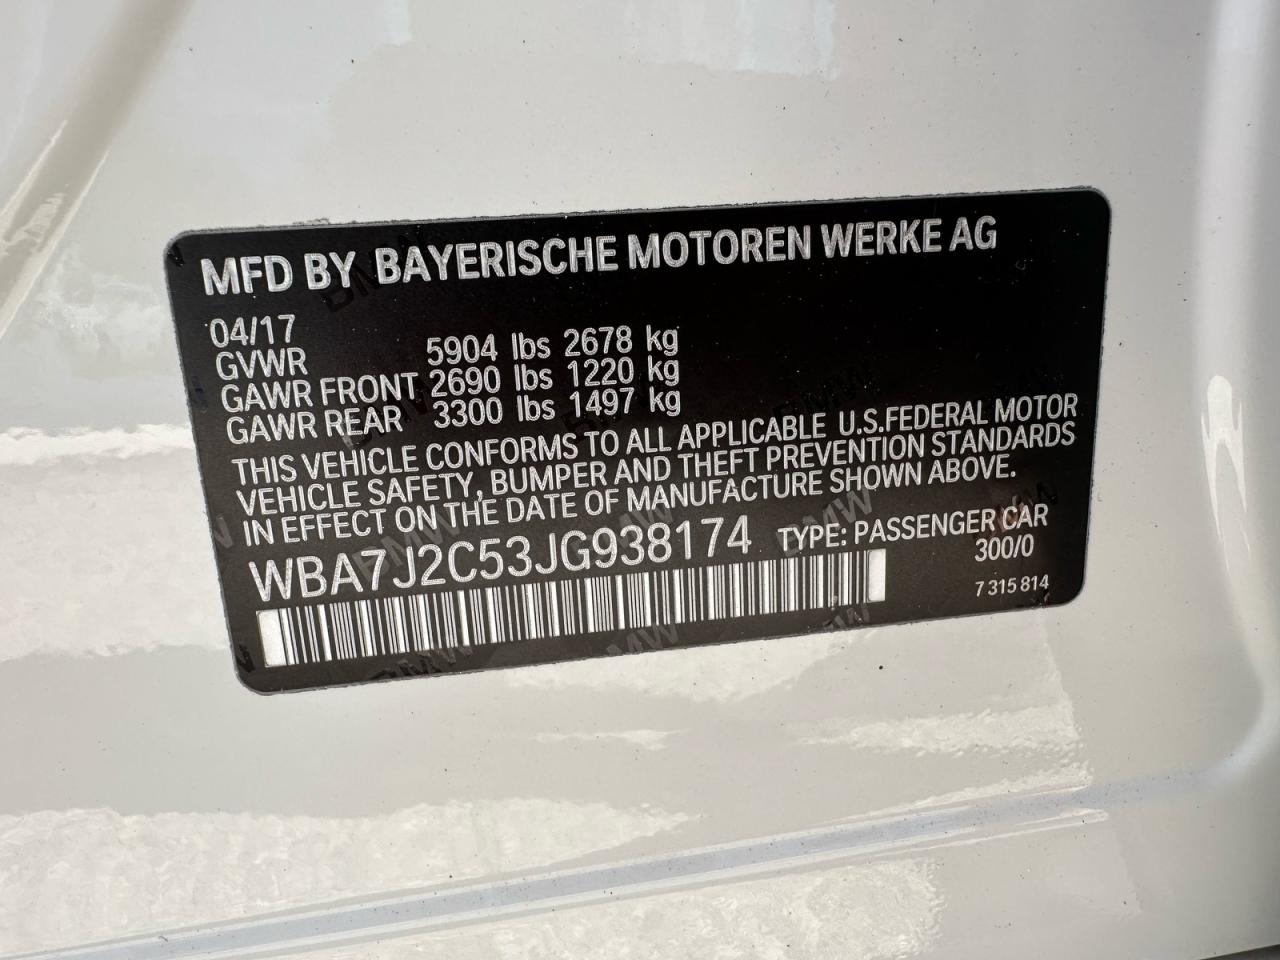 MFD BY BAYERISCHE MOTOREN WERKE AG
04/17
GVWR 5904 lbs 2678 kg
GAWR FRONT 2690 lbs 1220 kg
GAWR REAR 3300 lbs 1497 kg
THIS VEHICLE CONFORMS TO ALL APPLICABLE U.S.FEDERAL MOTOR
VEHICLE SAFETY, BUMPER AND THEFT PREVENTION STANDARDS
IN EFFECT ON THE DATE OF MANUFACTURE SHOWN ABOVE.
WBA7J2C53JG938174 TYPE: PASSENGER CAR
300/0
7 315 814